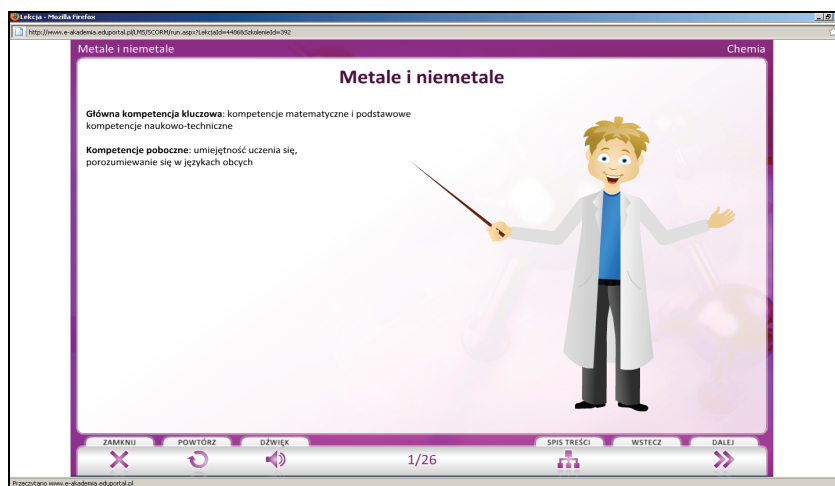 Lekcja - Mozilla Firefox
http://www.e-akademia.eduportal.pl/LMS/SCORM/run.aspx?LekcjaId=4486&SzkolenieId=392
Metale i niemetale Chemia
Metale i niemetale
Główna kompetencja kluczowa: kompetencje matematyczne i podstawowe
kompetencje naukowo-techniczne
Kompetencje poboczne: umiejętność uczenia się,
porozumiewanie się w językach obcych
ZAMKNIJ POWTÓRZ DŹWIĘK SPIS TREŚCI WSTECZ DALEJ
1/26
Przeczytano www.e-akademia.eduportal.pl